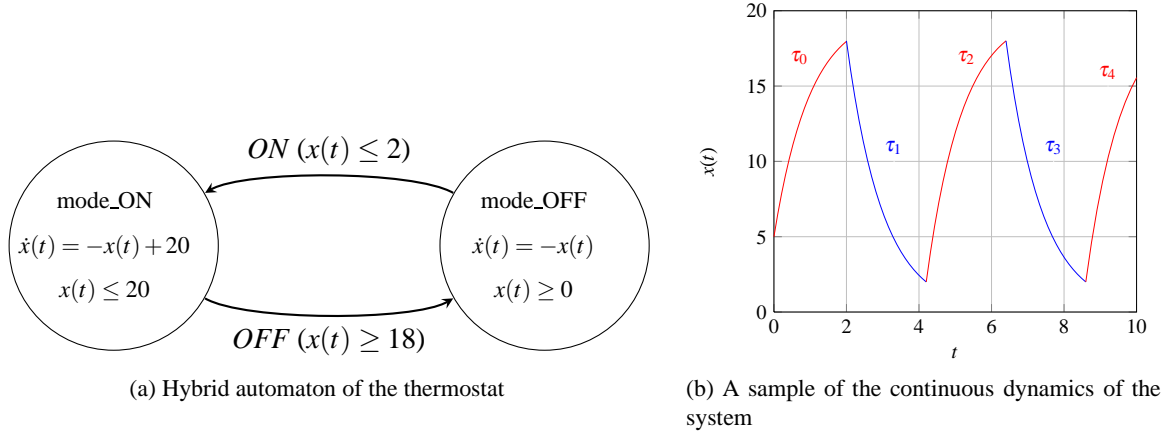 ON (x(t) ≤ 2)
mode_ON
ẋ(t) = −x(t) + 20
x(t) ≤ 20
mode_OFF
ẋ(t) = −x(t)
x(t) ≥ 0
OFF (x(t) ≥ 18)
(a) Hybrid automaton of the thermostat
20
15
10
5
0
x(t)
τ0
τ1
τ2
τ3
τ4
0 2 4 6 8 10
t
(b) A sample of the continuous dynamics of the
system